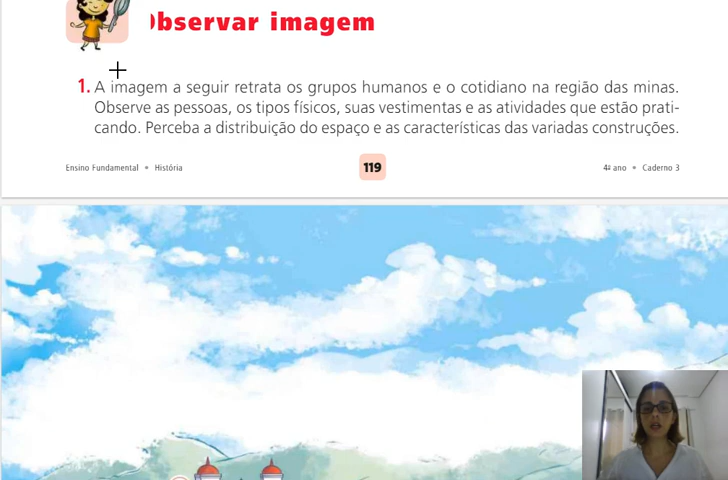 Observar imagem
1. A imagem a seguir retrata os grupos humanos e o cotidiano na região das minas.
Observe as pessoas, os tipos físicos, suas vestimentas e as atividades que estão prati-
cando. Perceba a distribuição do espaço e as características das variadas construções.
Ensino Fundamental • História 119 4º ano • Caderno 3